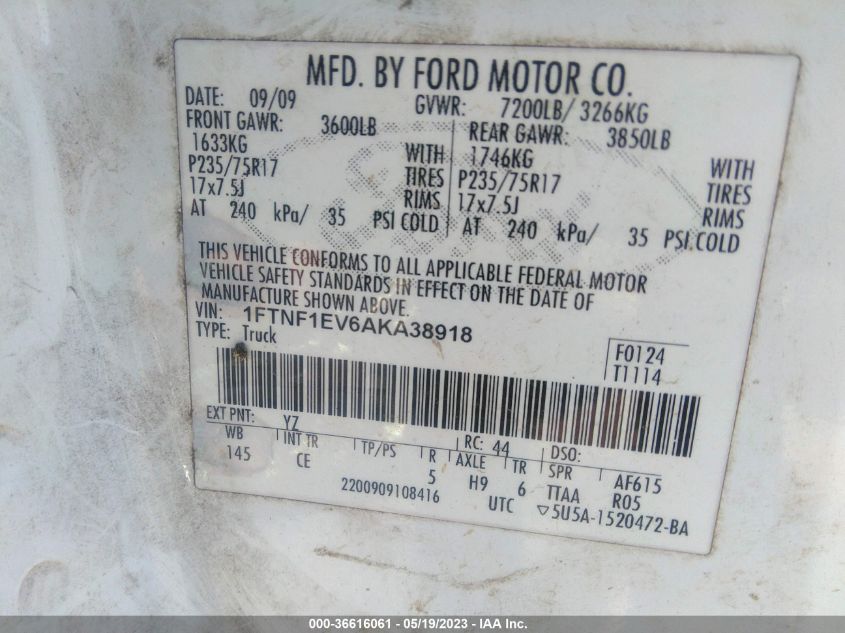 MFD. BY FORD MOTOR CO.
DATE: 09/09 GVWR: 7200LB/ 3266KG
FRONT GAWR: 3600LB REAR GAWR: 3850LB
1633KG WITH 1746KG WITH
P235/75R17 TIRES P235/75R17 TIRES
17x7.5J RIMS 17x7.5J RIMS
AT 240 kPa/ 35 PSI COLD AT 240 kPa/ 35 PSI COLD
THIS VEHICLE CONFORMS TO ALL APPLICABLE FEDERAL MOTOR
VEHICLE SAFETY STANDARDS IN EFFECT ON THE DATE OF
MANUFACTURE SHOWN ABOVE.
VIN: 1FTNF1EV6AKA38918
TYPE: Truck
F0124
T1114
EXT PNT: YZ RC: 44 DSO:
WB INT TR TP/PS R AXLE TR SPR AF615
145 CE 5 H9 6 TTAA R05
2200909108416 UTC ▽5U5A-1520472-BA
000-36616061 - 05/19/2023 - IAA Inc.